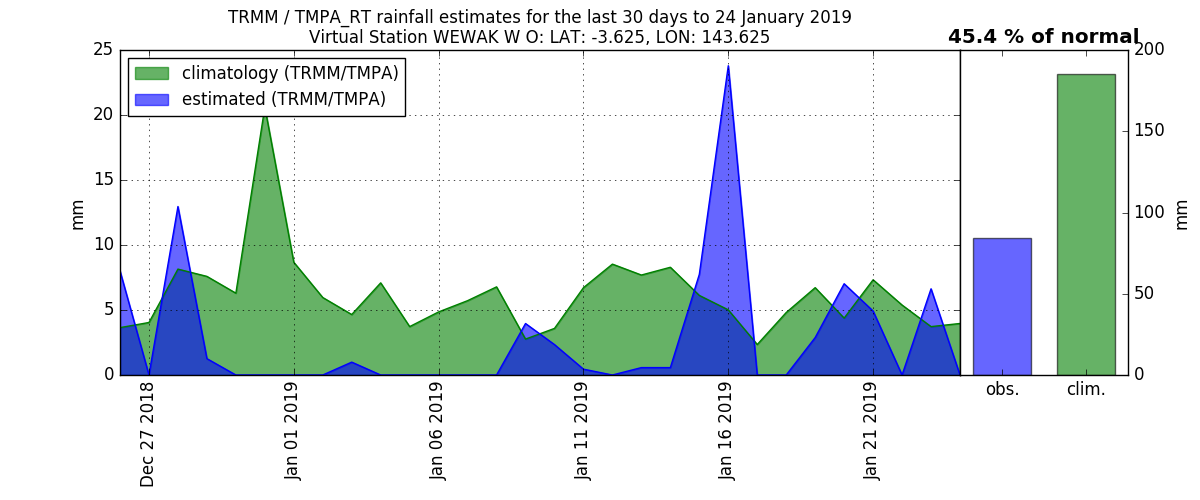 TRMM / TMPA_RT rainfall estimates for the last 30 days to 24 January 2019
Virtual Station WEWAK W O: LAT: -3.625, LON: 143.625
45.4 % of normal
climatology (TRMM/TMPA)
estimated (TRMM/TMPA)
25
20
15
10
5
0
mm
Dec 27 2018
Jan 01 2019
Jan 06 2019
Jan 11 2019
Jan 16 2019
Jan 21 2019
obs.
clim.
200
150
100
50
0
mm